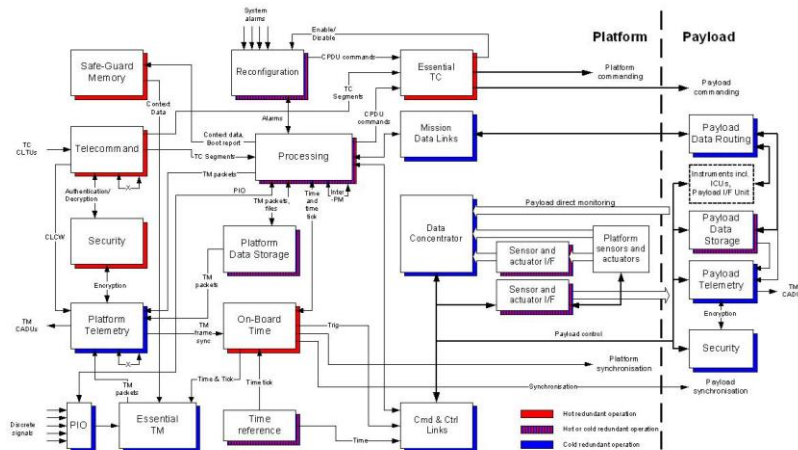 System
alarms
Enable/
Disable
Platform
Payload
Safe-Guard
Memory
Reconfiguration
CPDU commands
Essential
TC
Platform
commanding
TC
Segments
Payload
commanding
Context
Data
Alarms
CPDU
commands
TC
CLTUs
Telecommand
Context data,
Boot report
Mission
Data Links
Payload
Data Routing
TC Segments
Processing
TM packets
Authentication/
Decryption
X
PIO
TM packets,
files
Time
and
time
tick
Inter
-PM
Instruments incl.
ICUs,
Payload I/F Unit
Payload direct monitoring
CLCW
Security
Platform
Data Storage
Data
Concentrator
Sensor and
actuator I/F
Platform
sensors and
actuators
Payload
Data
Storage
Encryption
TM
packets
Sensor and
actuator I/F
Payload
Telemetry
TM
CADUs
Platform
Telemetry
TM
frame
sync
On-Board
Time
Trig
Encryption
TM
CADUs
X
Payload control
Security
TM
packets
Time & Tick
Time tick
Platform
synchronisation
Synchronisation
Payload
synchronisation
Discrete
signals
PIO
Essential
TM
Time
reference
Time
Cmd & Ctrl
Links
Hot redundant operation
Hot or cold redundant operation
Cold redundant operation